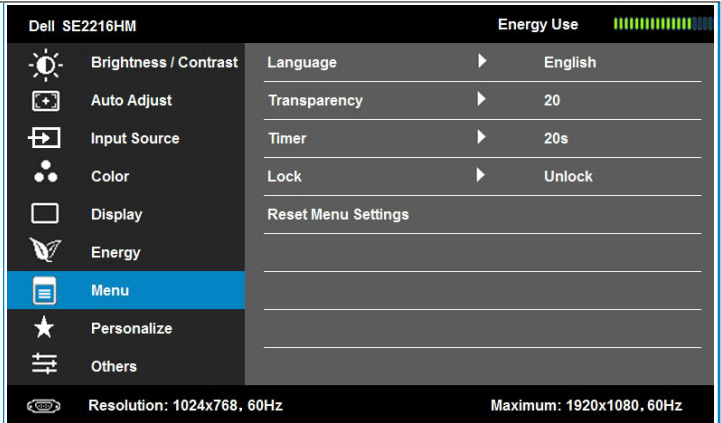 Dell SE2216HM Energy Use
Brightness / Contrast Language English
Auto Adjust Transparency 20
Input Source Timer 20s
Color Lock Unlock
Display Reset Menu Settings
Energy
Menu
Personalize
Others
Resolution: 1024x768, 60Hz Maximum: 1920x1080, 60Hz